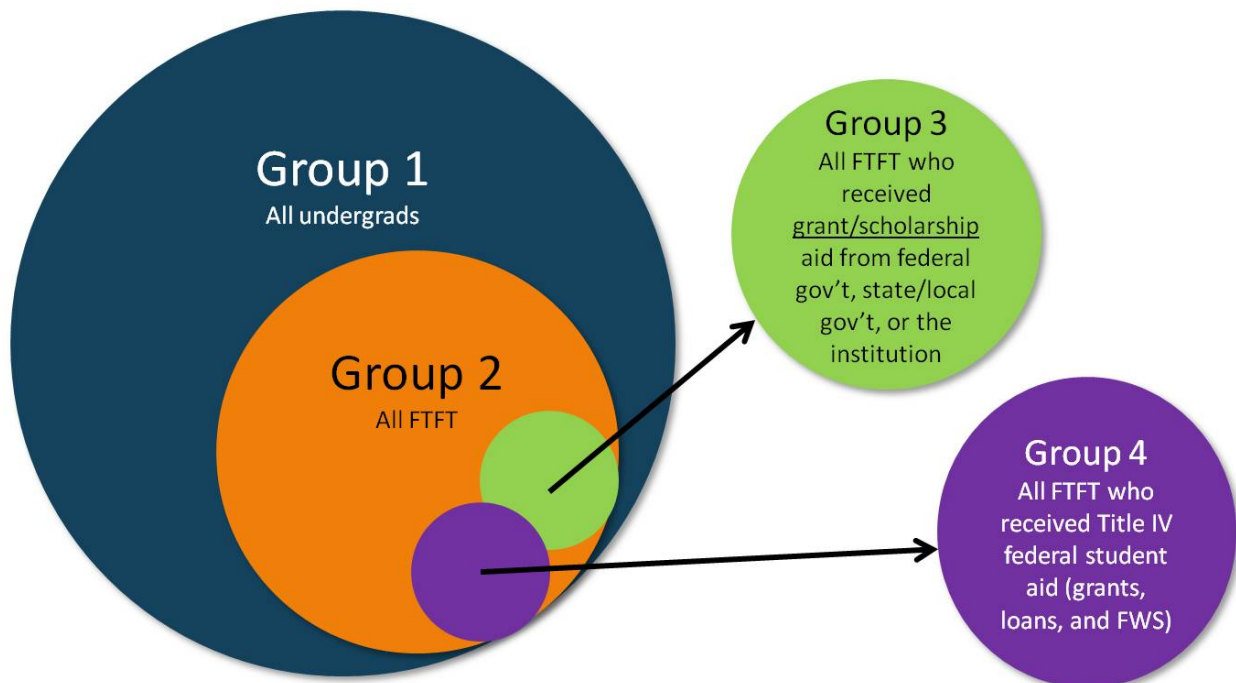 Group 1
All undergrads
Group 2
All FTFT
Group 3
All FTFT who
received
grant/scholarship
aid from federal
gov’t, state/local
gov’t, or the
institution
Group 4
All FTFT who
received Title IV
federal student
aid (grants,
loans, and FWS)